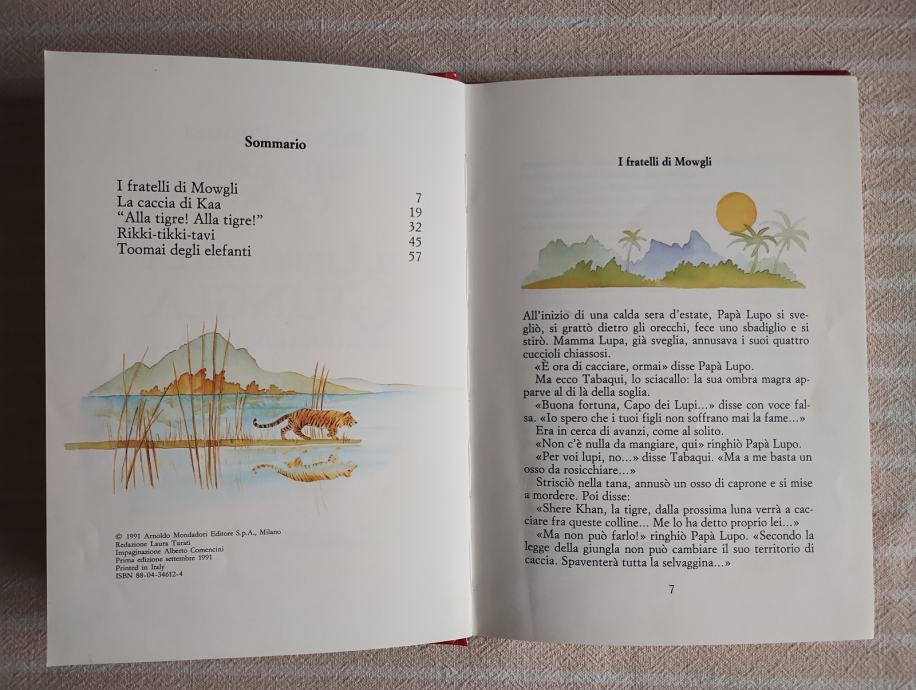 Sommario
I fratelli di Mowgli 7
La caccia di Kaa 19
“Alla tigre! Alla tigre!” 32
Rikki-tikki-tavi 45
Toomai degli elefanti 57
© 1991 Arnoldo Mondadori Editore S.p.A., Milano
Redazione Laura Turati
Impaginazione Alberto Comencini
Prima edizione settembre 1991
Printed in Italy
ISBN 88-04-34612-4
I fratelli di Mowgli
All'inizio di una calda sera d'estate, Papà Lupo si sve-
gliò, si grattò dietro gli orecchi, fece uno sbadiglio e si
stirò. Mamma Lupa, già sveglia, annusava i suoi quattro
cuccioli chiassosi.
«È ora di cacciare, ormai» disse Papà Lupo.
Ma ecco Tabaqui, lo sciacallo: la sua ombra magra ap-
parve al di là della soglia.
«Buona fortuna, Capo dei Lupi...» disse con voce fal-
sa. «Io spero che i tuoi figli non soffrano mai la fame...»
Era in cerca di avanzi, come al solito.
«Non c'è nulla da mangiare, qui» ringhiò Papà Lupo.
«Per voi lupi, no...» disse Tabaqui. «Ma a me basta un
osso da rosicchiare...»
Strisciò nella tana, annusò un osso di caprone e si mise
a mordere. Poi disse:
«Shere Khan, la tigre, dalla prossima luna verrà a cac-
ciare fra queste colline... Me lo ha detto proprio lei...»
«Ma non può farlo!» ringhiò Papà Lupo. «Secondo la
legge della giungla non può cambiare il suo territorio di
caccia. Spaventerà tutta la selvaggina...»
7